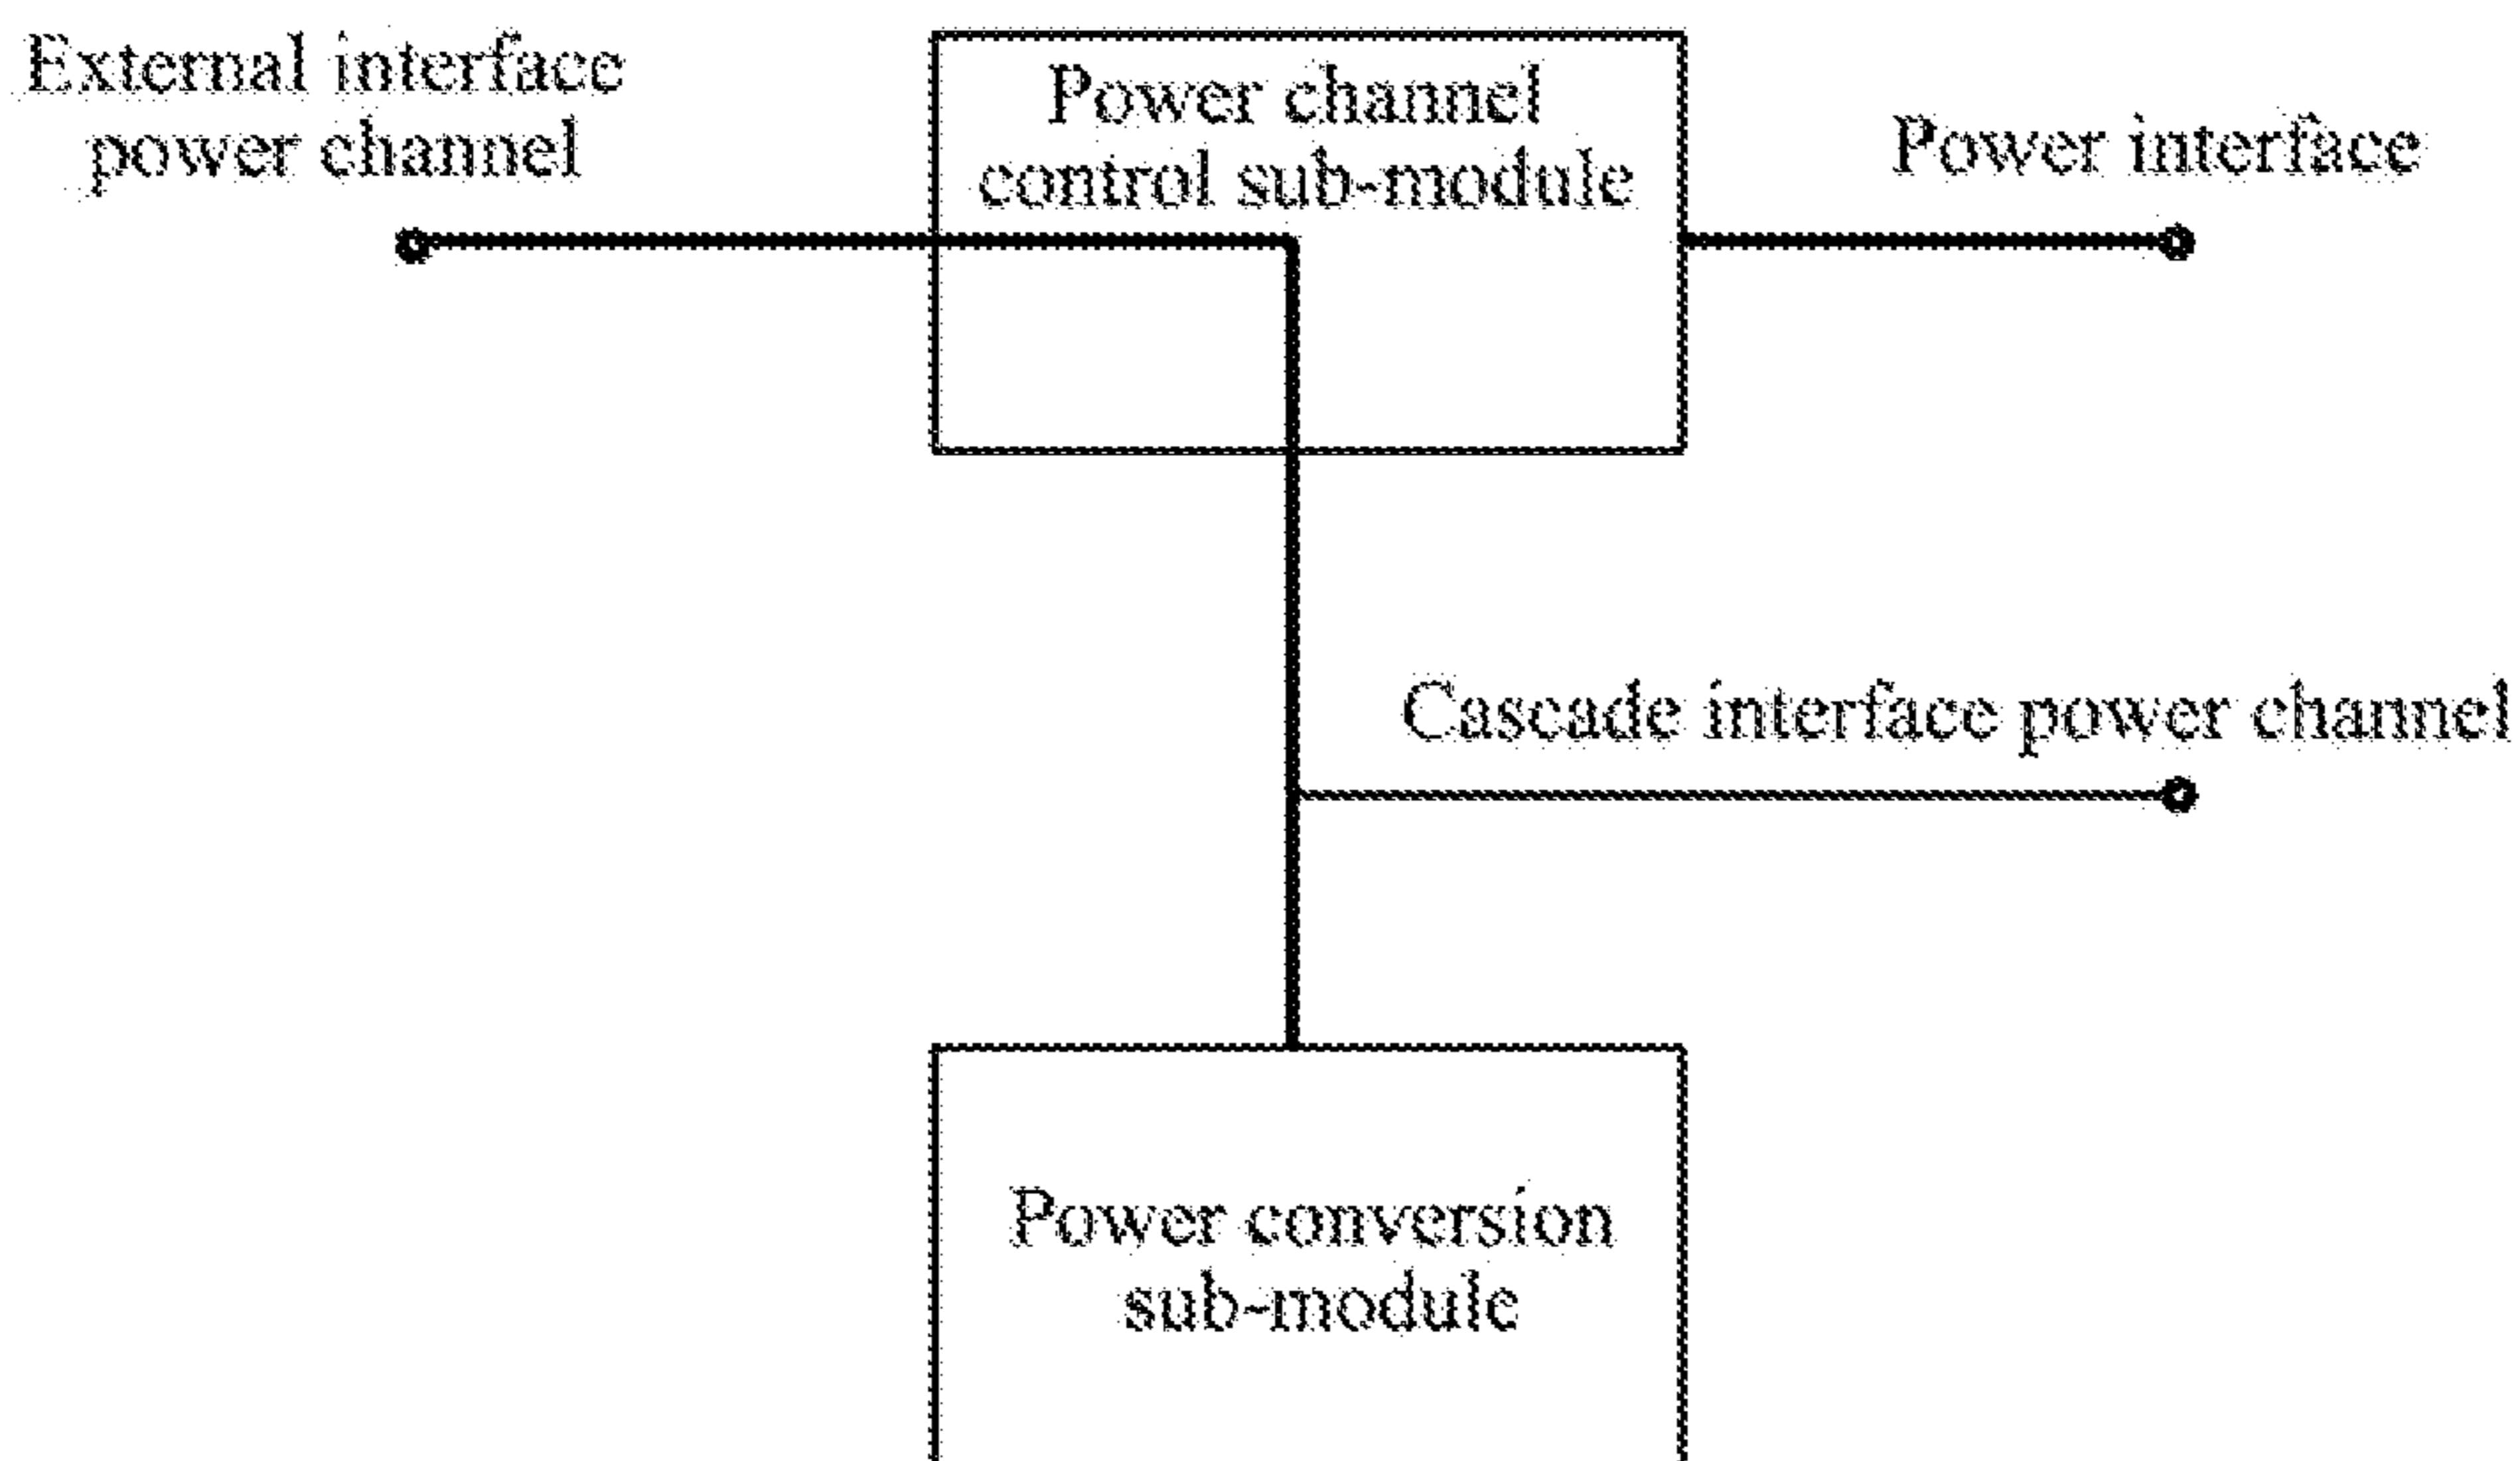 External interface
power channel
Power channel
control sub-module
Power interface
Cascade interface power channel
Power conversion
sub-module